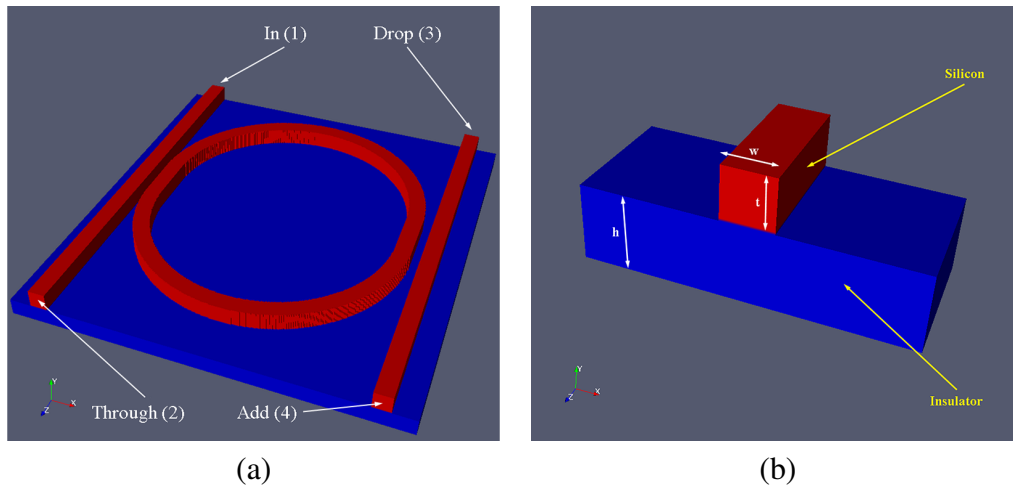 In (1)
Drop (3)
Through (2)
Add (4)
Y
X
Z
(a)
Silicon
w
t
h
Insulator
Y
X
Z
(b)